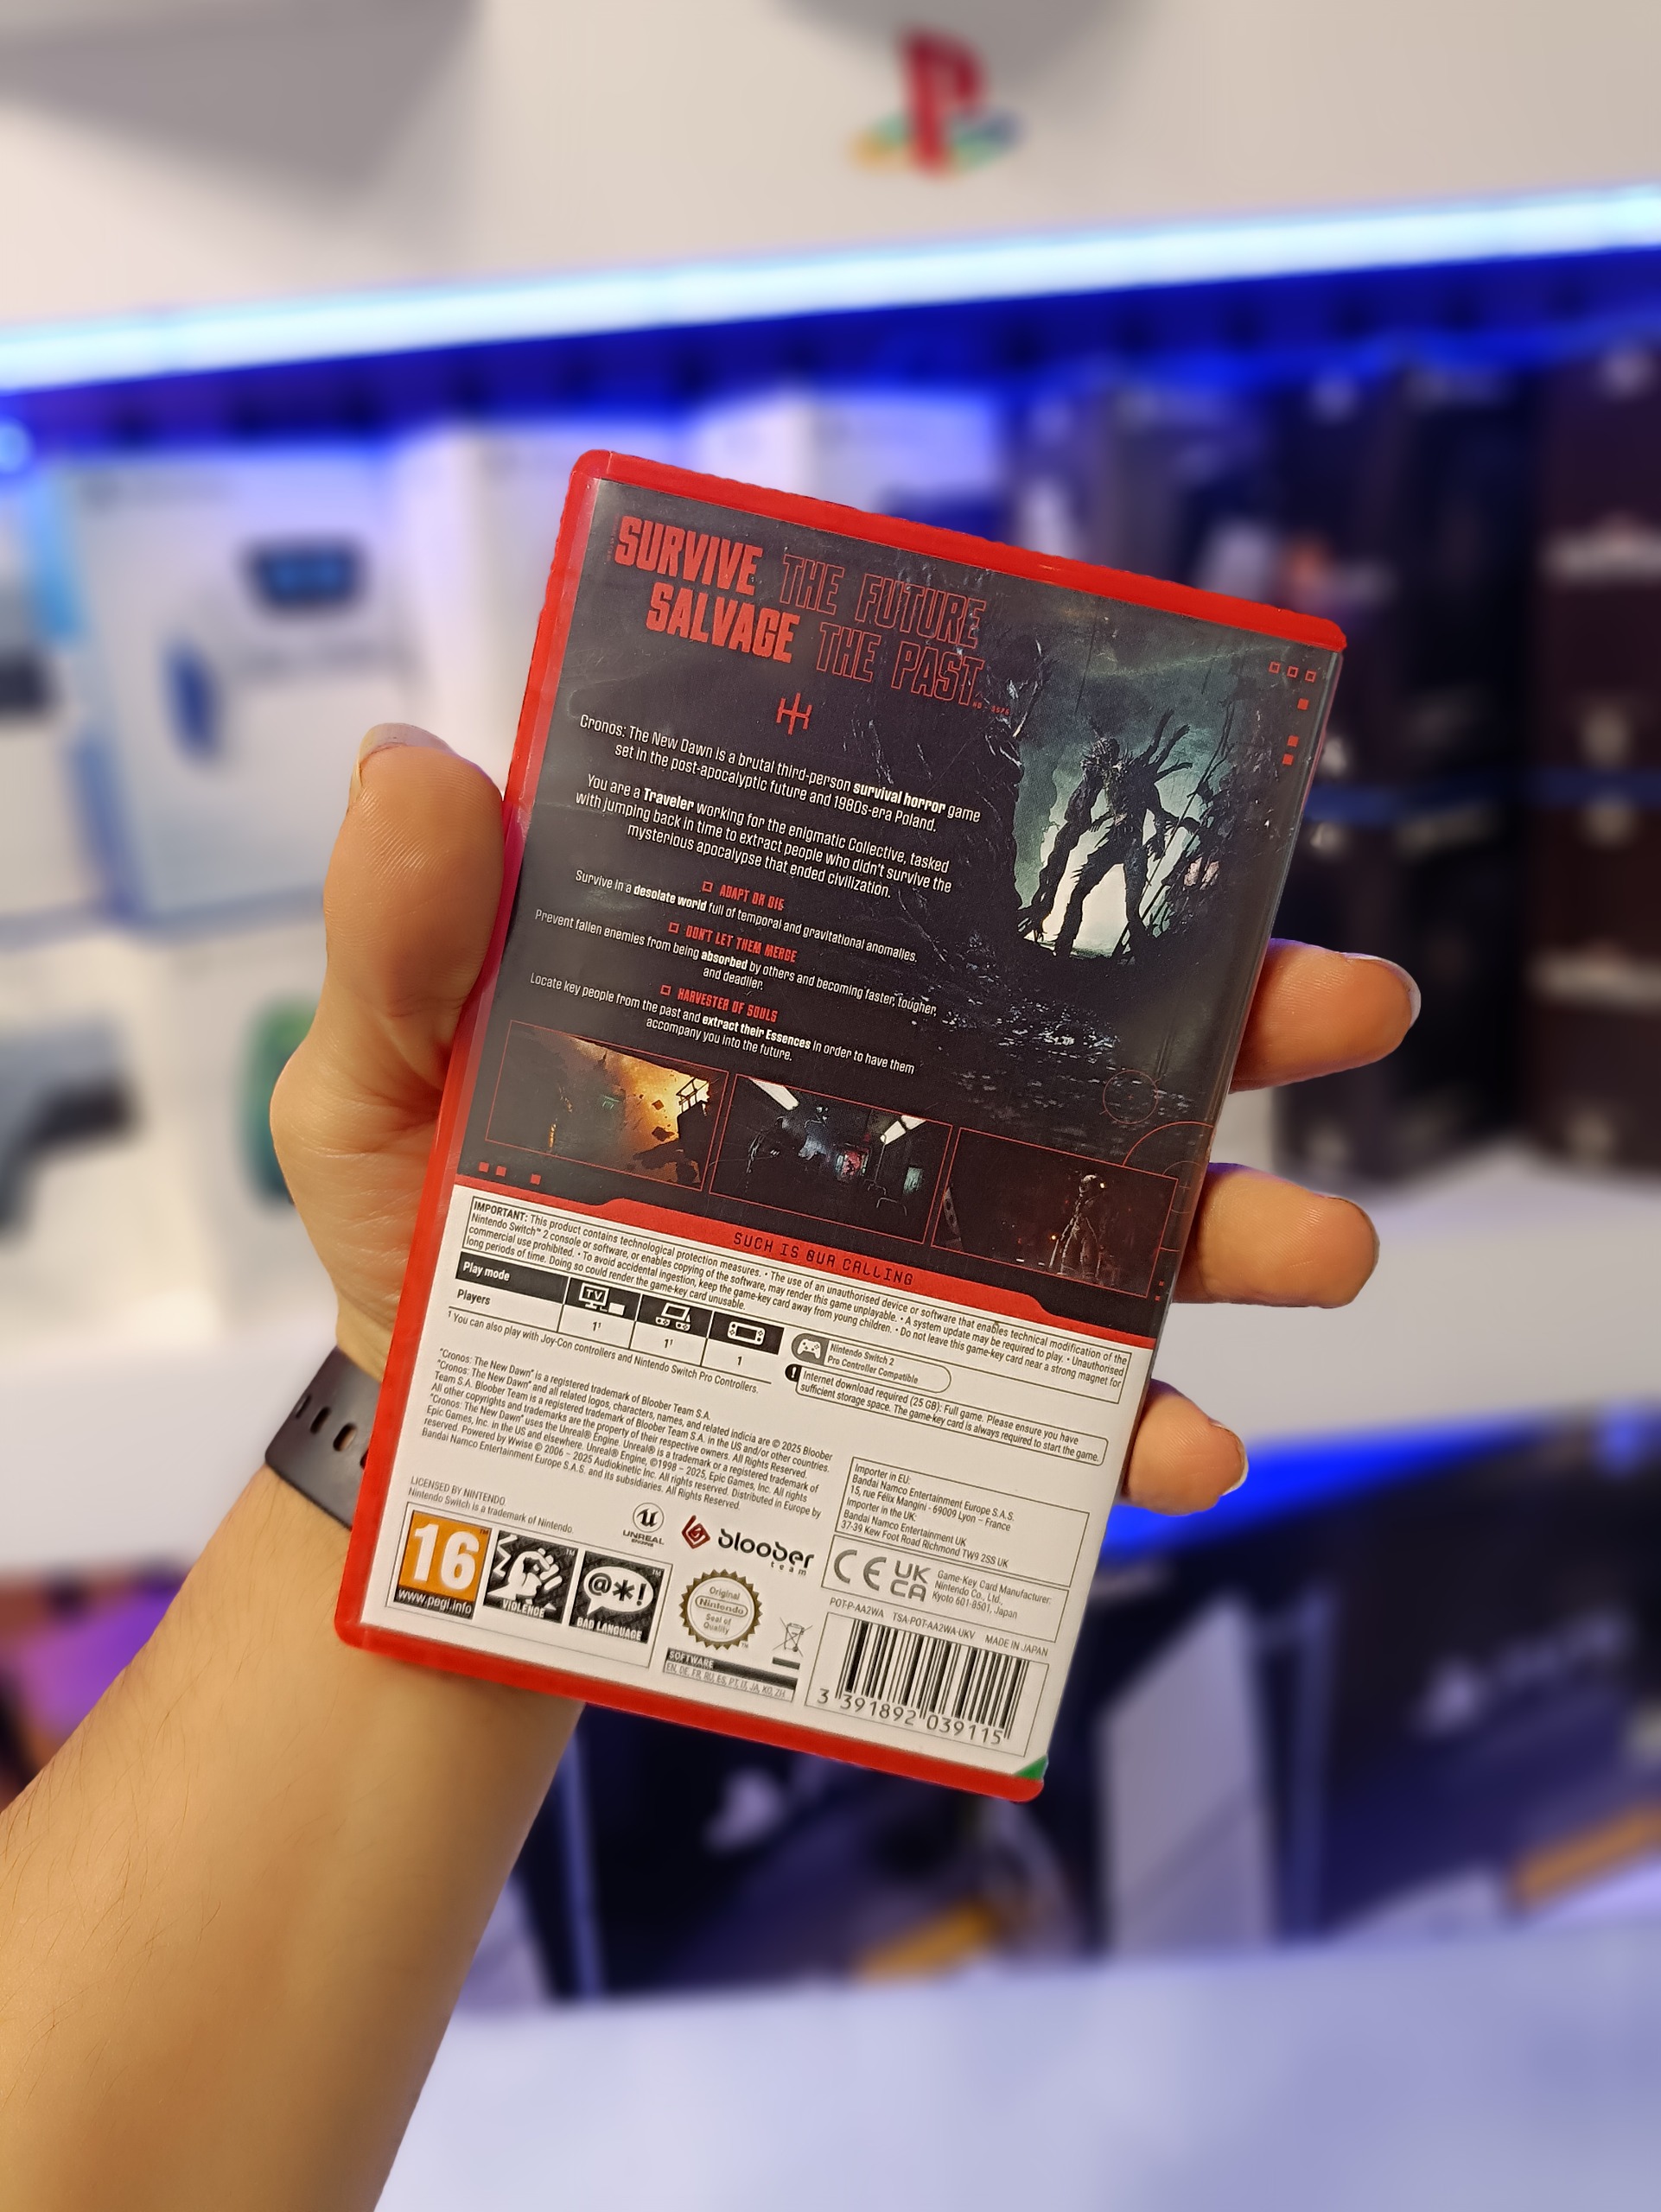 SURVIVE THE FUTURE
SALVAGE THE PAST.
Cronos: The New Dawn is a brutal third-person survival horror game
set in the post-apocalyptic future and 1980s-era Poland.
You are a Traveler working for the enigmatic Collective, tasked
with jumping back in time to extract people who didn't survive the
mysterious apocalypse that ended civilization.
ADAPT OR DIE
Survive in a desolate world full of temporal and gravitational anomalies.
DON'T LET THEM MERGE
Prevent fallen enemies from being absorbed by others and becoming faster, tougher,
and deadlier.
HARVESTER OF SOULS
Locate key people from the past and extract their Essences in order to have them
accompany you into the future.
SUCH IS OUR CALLING
IMPORTANT: This product contains technological protection measures. • The use of an unauthorised device or software that enables technical modification of the
Nintendo Switch™ 2 console or software, or enables copying of the software, may render this game unplayable. • A system update may be required to play. • Unauthorised
commercial use prohibited. • To avoid accidental ingestion, keep the game-key card away from young children. • Do not leave this game-key card near a strong magnet for
long periods of time. Doing so could render the game-key card unusable.
Play mode
TV
Players
1¹
1¹
1
¹ You can also play with Joy-Con controllers and Nintendo Switch Pro Controllers.
Nintendo Switch 2
Pro Controller Compatible
! Internet download required (25 GB): Full game. Please ensure you have
sufficient storage space. The game-key card is always required to start the game.
"Cronos: The New Dawn" is a registered trademark of Bloober Team S.A.
"Cronos: The New Dawn" and all related logos, characters, names, and related indicia are © 2025 Bloober
Team S.A. Bloober Team is a registered trademark of Bloober Team S.A. in the US and/or other countries.
All other copyrights and trademarks are the property of their respective owners. All Rights Reserved.
"Cronos: The New Dawn" uses the Unreal® Engine. Unreal® is a trademark or a registered trademark of
Epic Games, Inc. in the US and elsewhere. Unreal® Engine, ©1998 – 2025, Epic Games, Inc. All rights
reserved. Powered by Wwise © 2006 – 2025 Audiokinetic Inc. All rights reserved. Distributed in Europe by
Bandai Namco Entertainment Europe S.A.S. and its subsidiaries. All Rights Reserved.
LICENSED BY NINTENDO.
Nintendo Switch is a trademark of Nintendo.
UNREAL
ENGINE
bloober
team
Importer in EU:
Bandai Namco Entertainment Europe S.A.S.
15, rue Félix Mangini - 69009 Lyon – France
Importer in the UK:
Bandai Namco Entertainment UK
37-39 Kew Foot Road Richmond TW9 2SS UK
CE UK CA
Game-Key Card Manufacturer:
Nintendo Co., Ltd.,
Kyoto 601-8501, Japan
16
www.pegi.info
VIOLENCE
@*!
BAD LANGUAGE
Original
Nintendo
Seal of
Quality
SOFTWARE
EN, DE, FR, RU, ES, PT, IT, JA, KO, ZH
POT-P-AA2WA TSA-POT-AA2WA-UKV MADE IN JAPAN
3 391892 039115